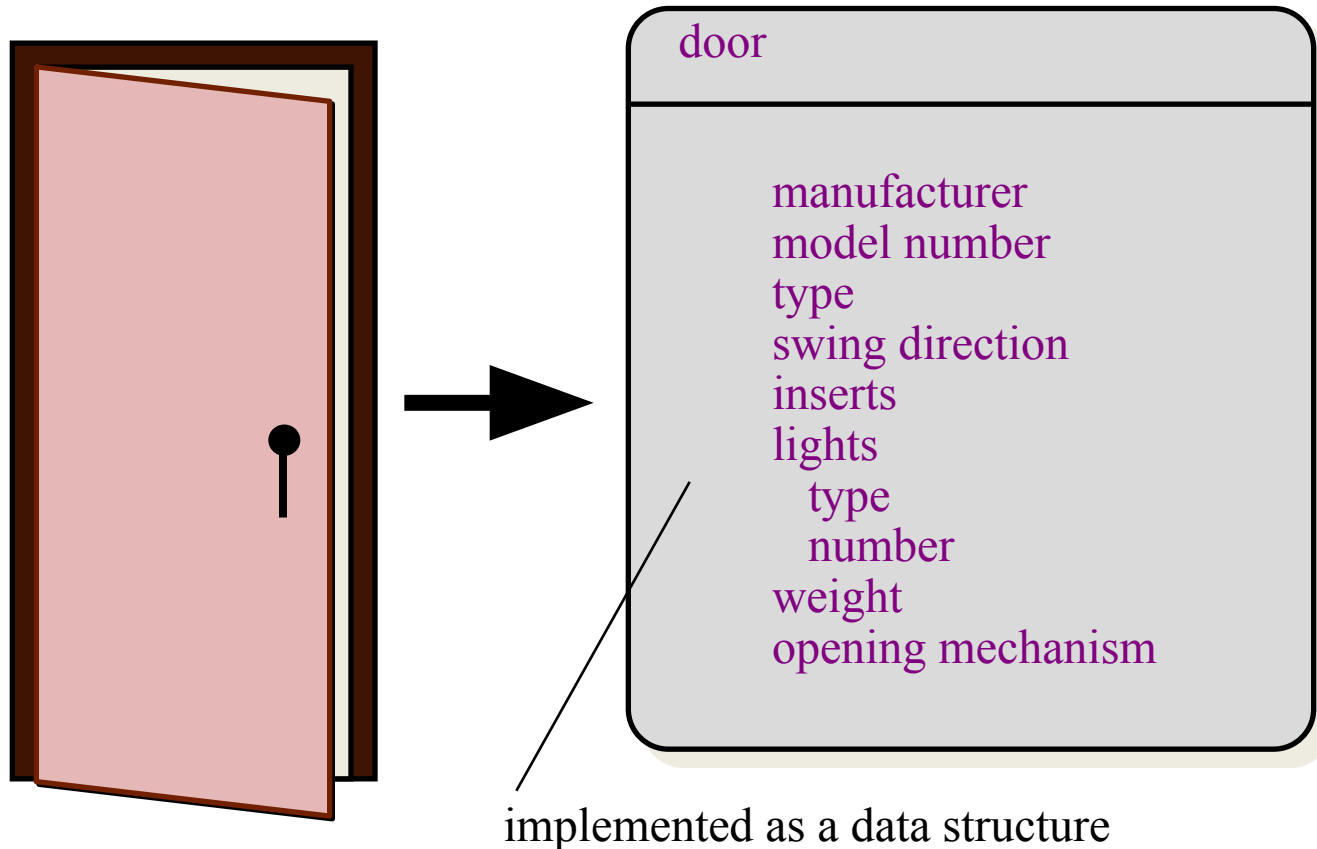 door
manufacturer
model number
type
swing direction
inserts
lights
type
number
weight
opening mechanism
implemented as a data structure